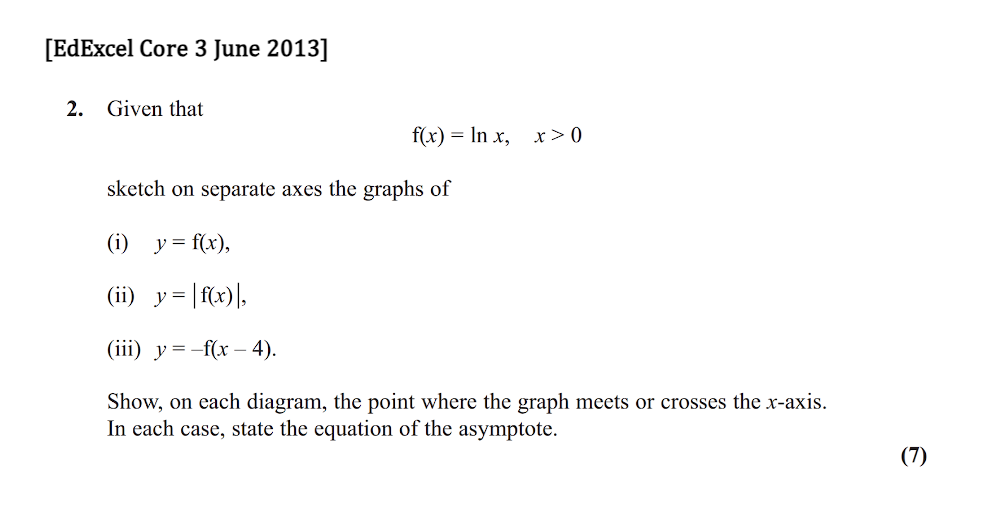 [EdExcel Core 3 June 2013]
2. Given that
f(x) = ln x, x > 0
sketch on separate axes the graphs of
(i) y = f(x),
(ii) y = |f(x)|,
(iii) y = –f(x – 4).
Show, on each diagram, the point where the graph meets or crosses the x-axis.
In each case, state the equation of the asymptote.
(7)